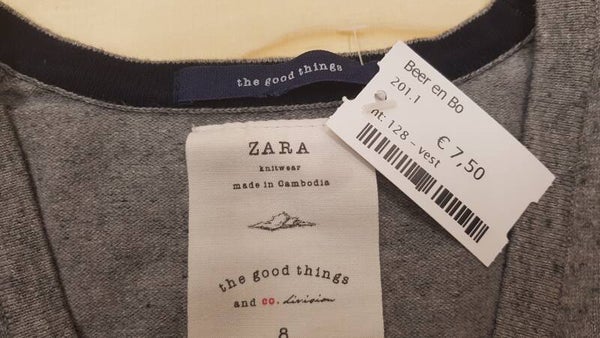 the good things
ZARA
knitwear
made in Cambodia
the good things
and co. division
8
Beer en Bo
201.1
nt: 128 - vest
€ 7,50